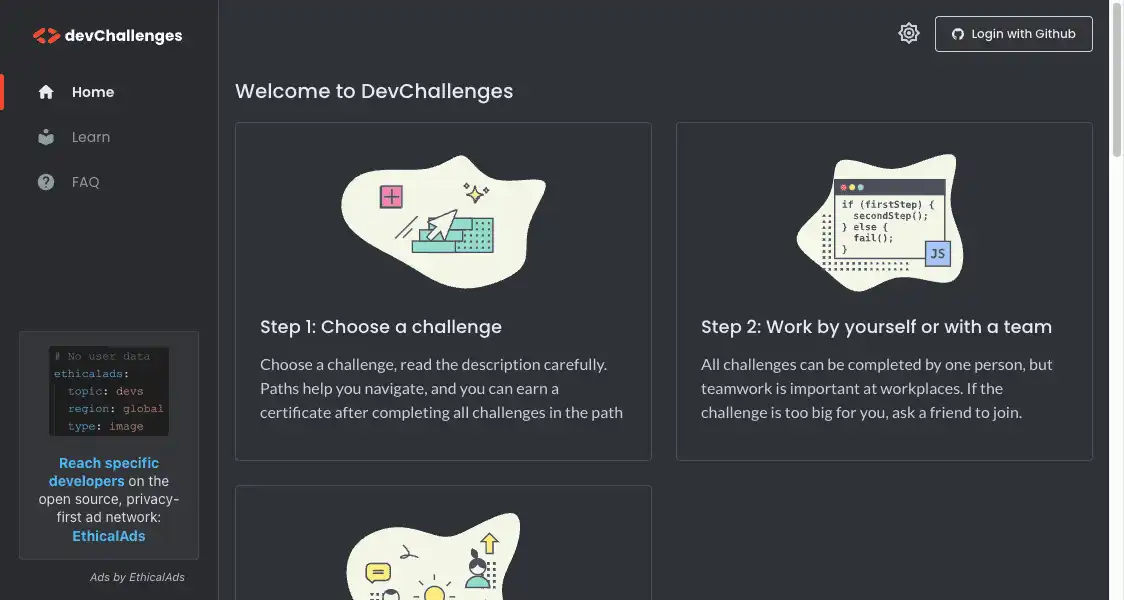 devChallenges
Home
Learn
FAQ
# No user data
ethicalads:
topic: devs
region: global
type: image
Reach specific
developers on the
open source, privacy-
first ad network:
EthicalAds
Ads by EthicalAds
Login with Github
Welcome to DevChallenges
Step 1: Choose a challenge
Choose a challenge, read the description carefully.
Paths help you navigate, and you can earn a
certificate after completing all challenges in the path
if (firstStep) {
secondStep();
} else {
fail();
}
JS
Step 2: Work by yourself or with a team
All challenges can be completed by one person, but
teamwork is important at workplaces. If the
challenge is too big for you, ask a friend to join.